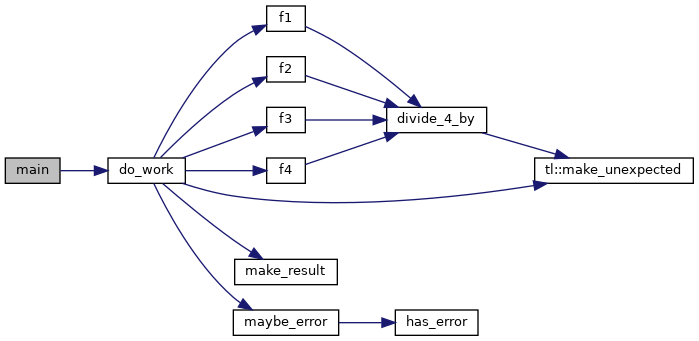 f1
f2
f3
divide_4_by
main
do_work
f4
tl::make_unexpected
make_result
maybe_error
has_error